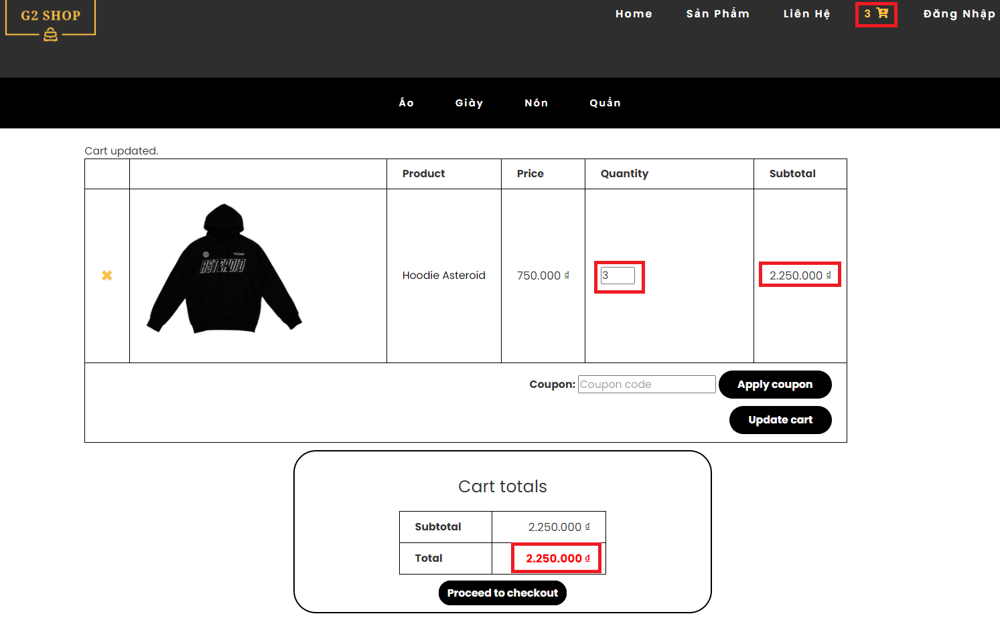 G2 SHOP
Home Sản Phẩm Liên Hệ 3 Đăng Nhập
Áo Giày Nón Quần
Cart updated.
Product Price Quantity Subtotal
ASTEROID
Hoodie Asteroid 750.000 ₫ 3 2.250.000 ₫
Coupon: Coupon code Apply coupon
Update cart
Cart totals
Subtotal 2.250.000 ₫
Total 2.250.000 ₫
Proceed to checkout